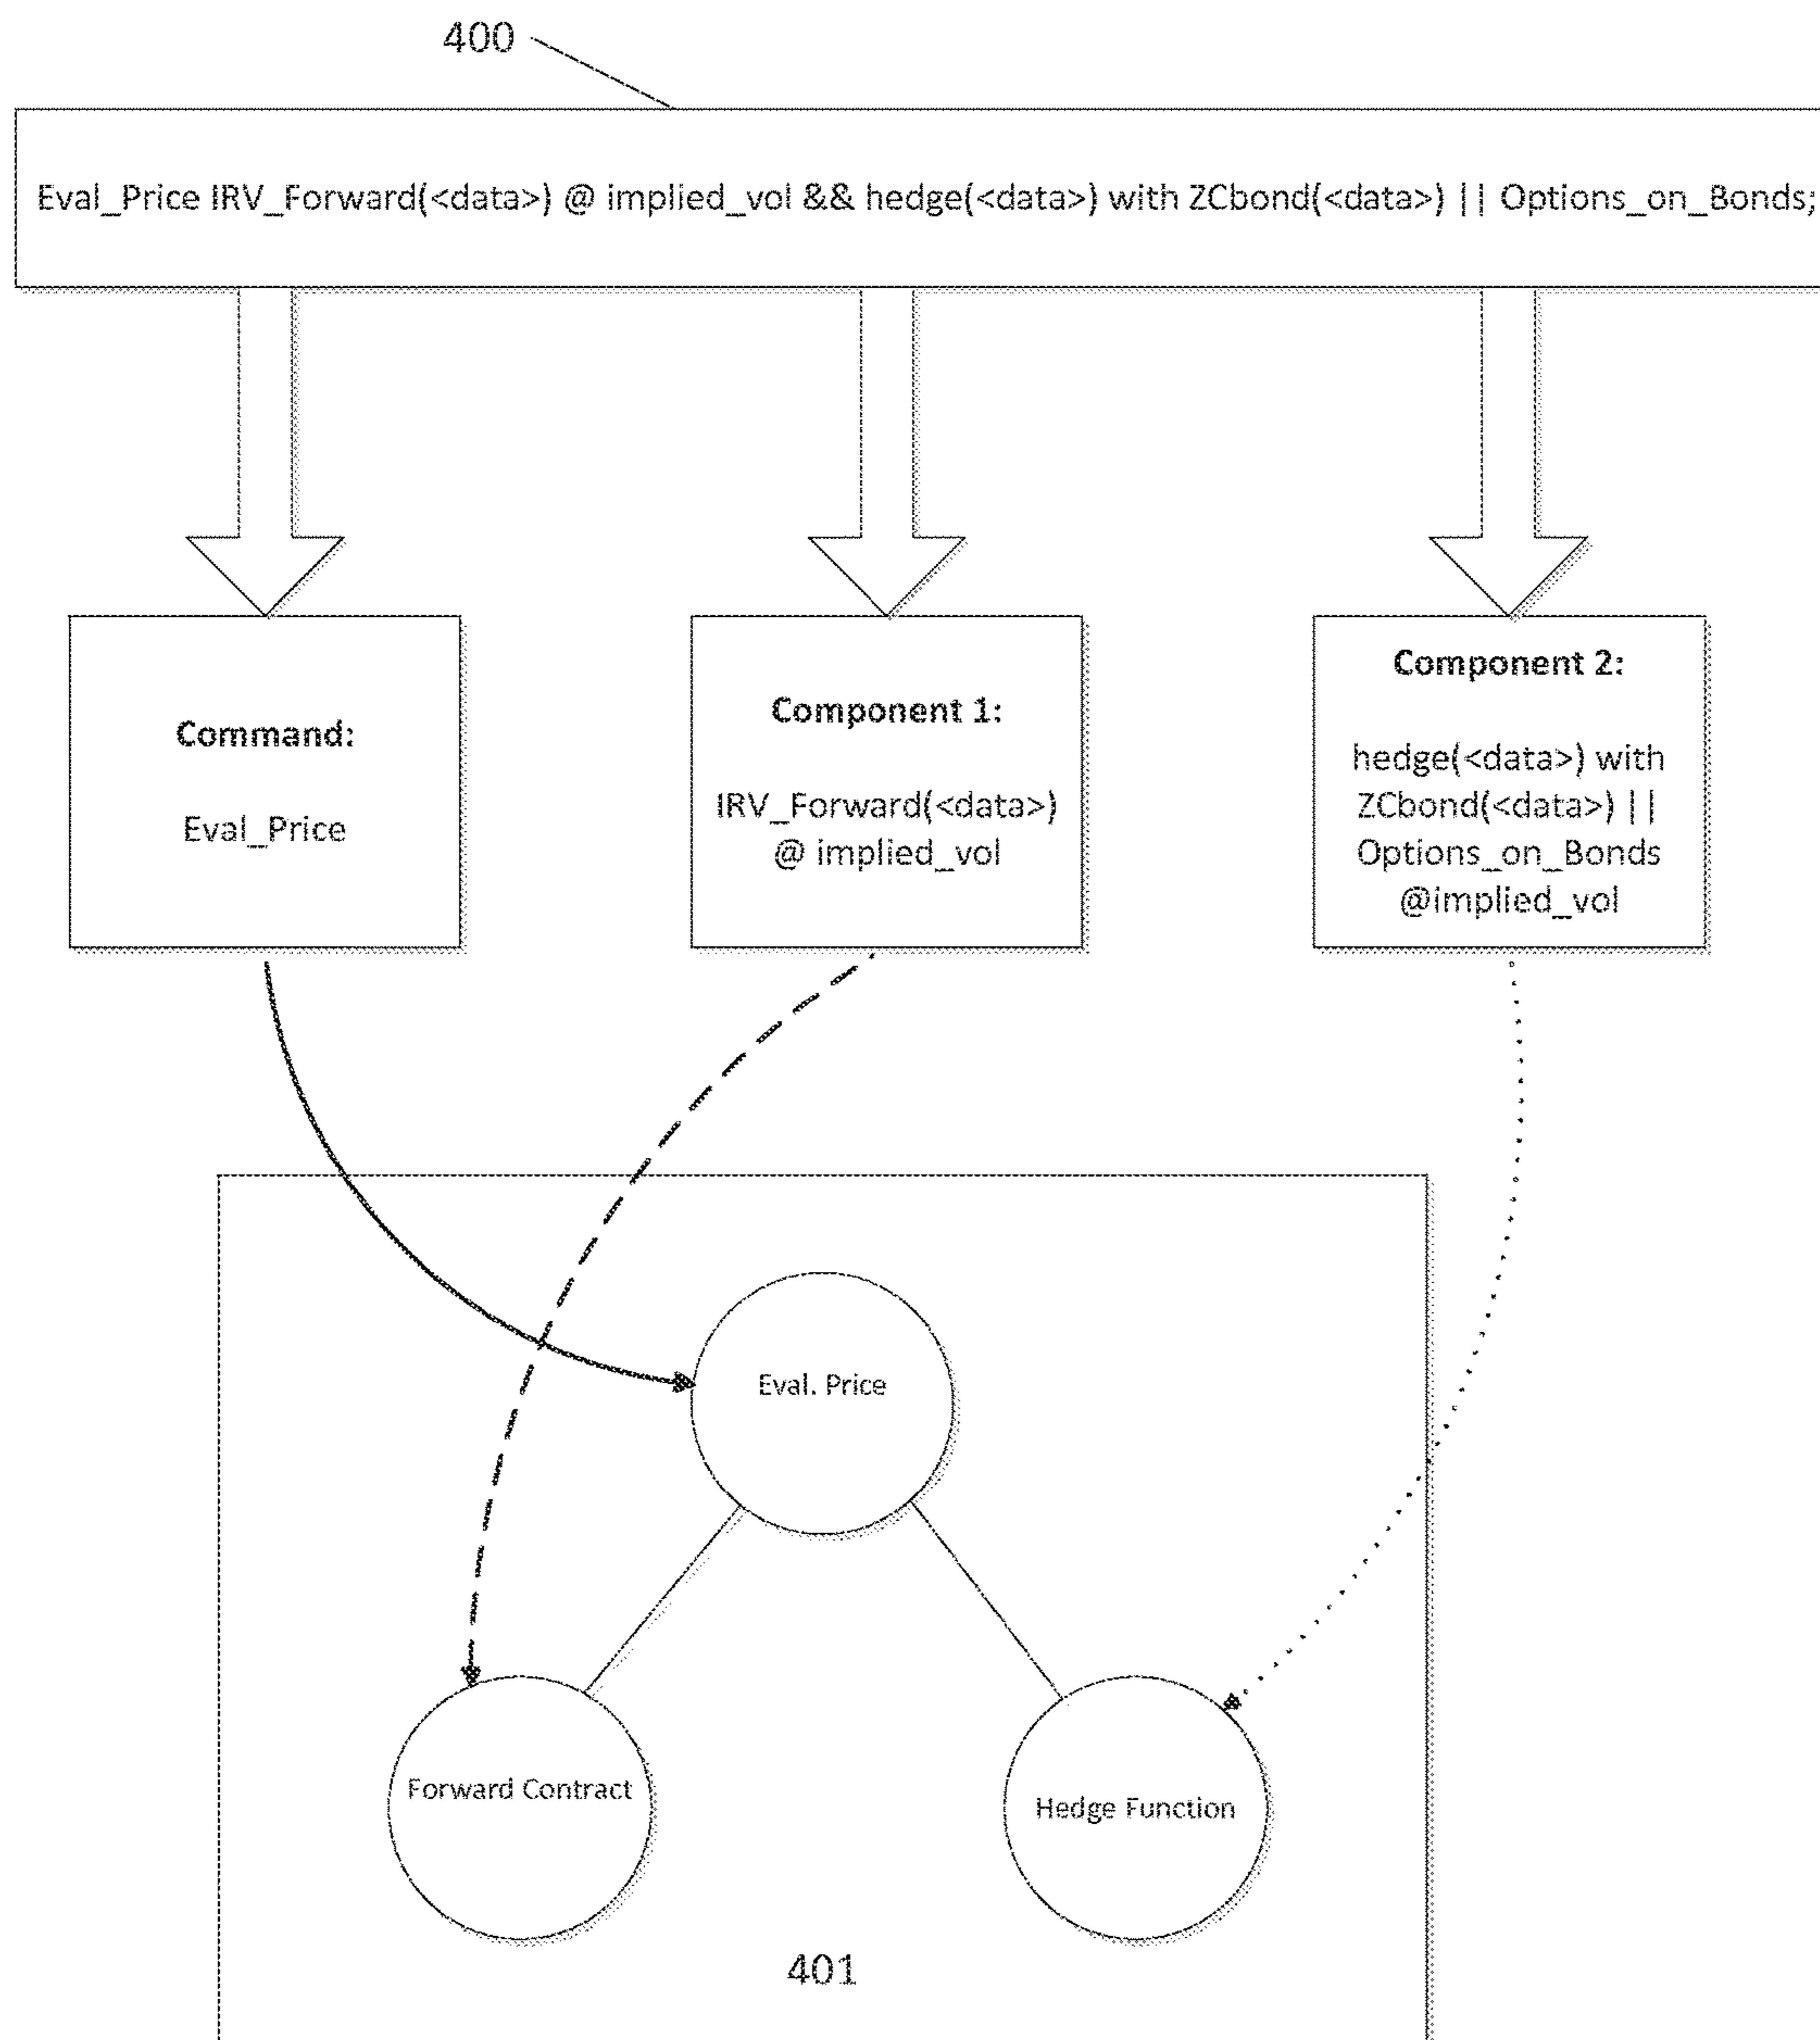 400
Eval_Price IRV_Forward(<data>) @ implied_vol && hedge(<data>) with ZCbond(<data>) || Options_on_Bonds;
Command:
Eval_Price
Component 1:
IRV_Forward(<data>)
@ implied_vol
Component 2:
hedge(<data>) with
ZCbond(<data>) ||
Options_on_Bonds
@implied_vol
Eval. Price
Forward Contract
Hedge Function
401